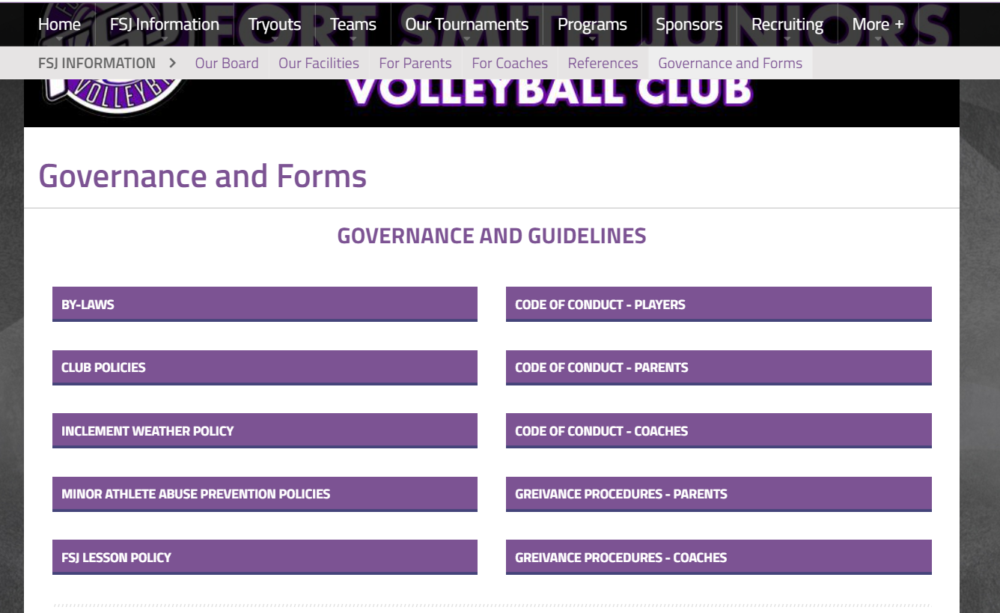 FORT SMITH JUNIORS
Home FSJ Information Tryouts Teams Our Tournaments Programs Sponsors Recruiting More +
FSJ INFORMATION > Our Board Our Facilities For Parents For Coaches References Governance and Forms
VOLLEYBALL CLUB
Governance and Forms
GOVERNANCE AND GUIDELINES
BY-LAWS
CODE OF CONDUCT - PLAYERS
CLUB POLICIES
CODE OF CONDUCT - PARENTS
INCLEMENT WEATHER POLICY
CODE OF CONDUCT - COACHES
MINOR ATHLETE ABUSE PREVENTION POLICIES
GREIVANCE PROCEDURES - PARENTS
FSJ LESSON POLICY
GREIVANCE PROCEDURES - COACHES